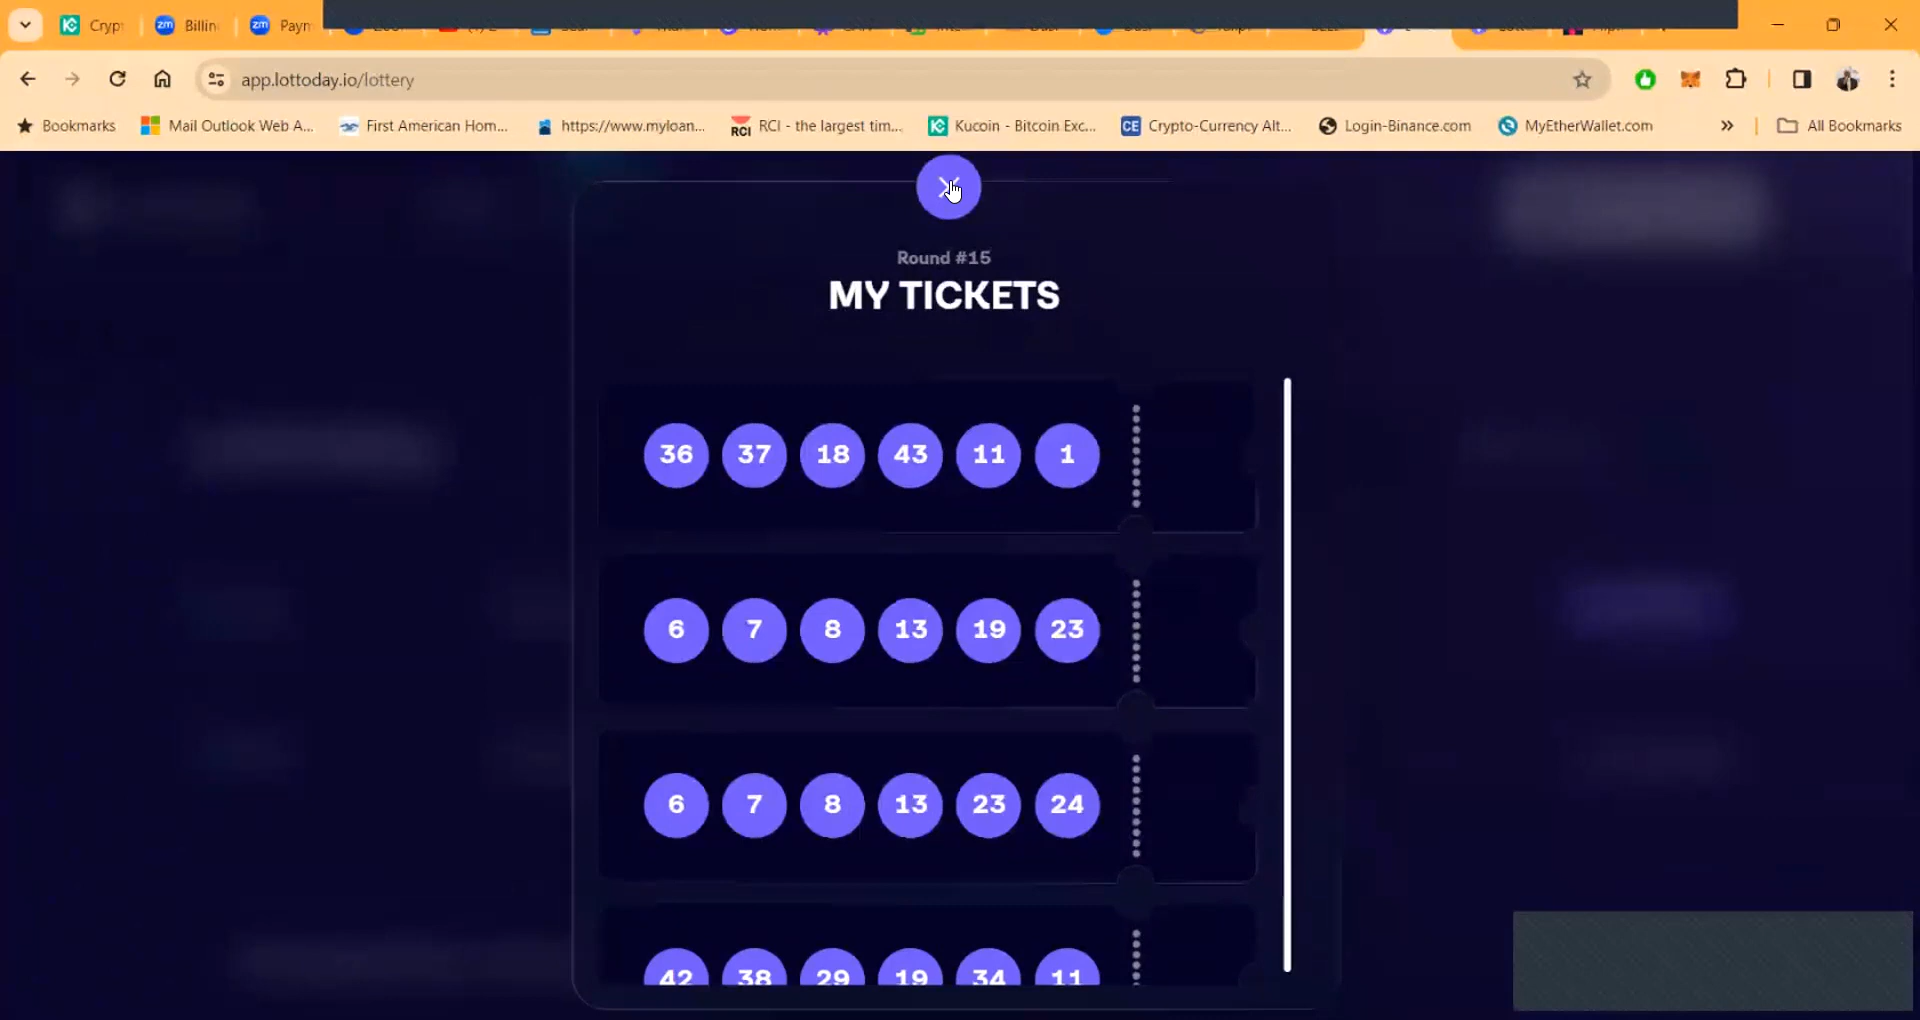 Crypt
Billin
Paym
app.lottoday.io/lottery
Bookmarks
Mail Outlook Web A...
First American Hom...
https://www.myloan...
RCI
RCI - the largest tim...
Kucoin - Bitcoin Exc...
CE
Crypto-Currency Alt...
Login-Binance.com
MyEtherWallet.com
All Bookmarks
Round #15
MY TICKETS
36 37 18 43 11 1
6 7 8 13 19 23
6 7 8 13 23 24
42 38 29 19 34 11